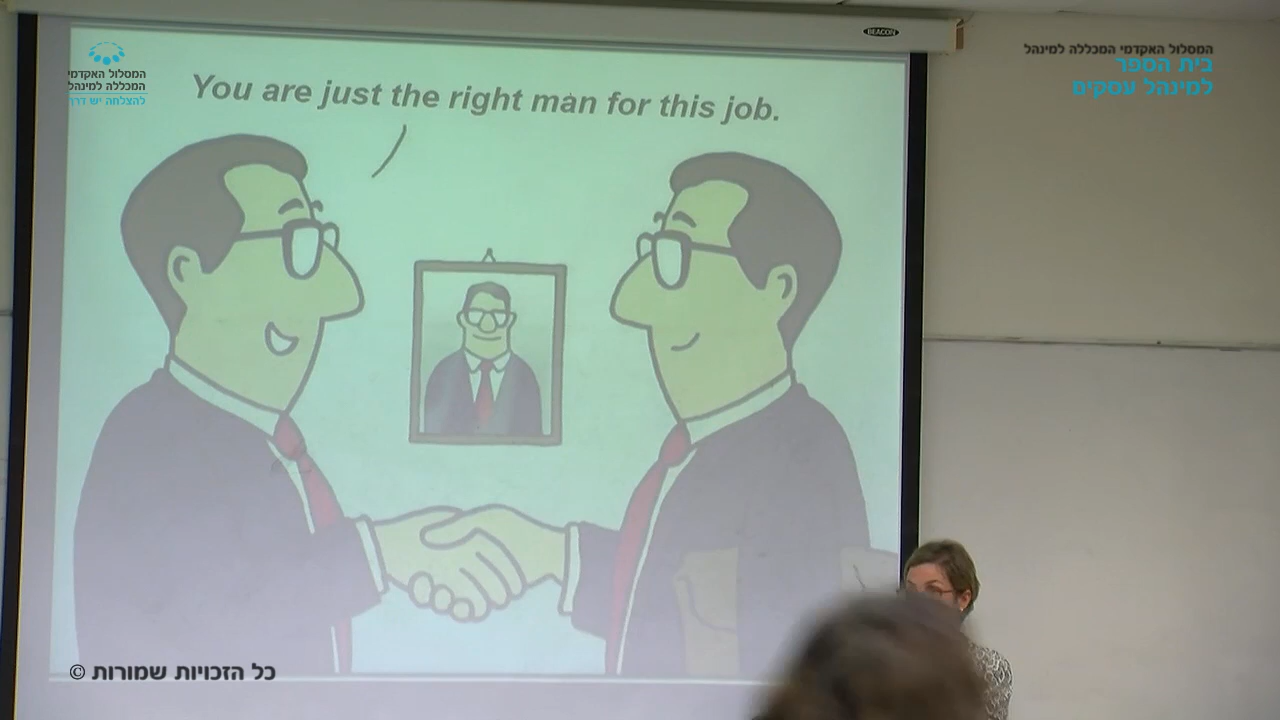 BEACON
המסלול האקדמי המכללה למינהל
בית הספר
למינהל עסקים
המסלול האקדמי
המכללה למינהל
להצלחה יש דרך
You are just the right man for this job.
© כל הזכויות שמורות